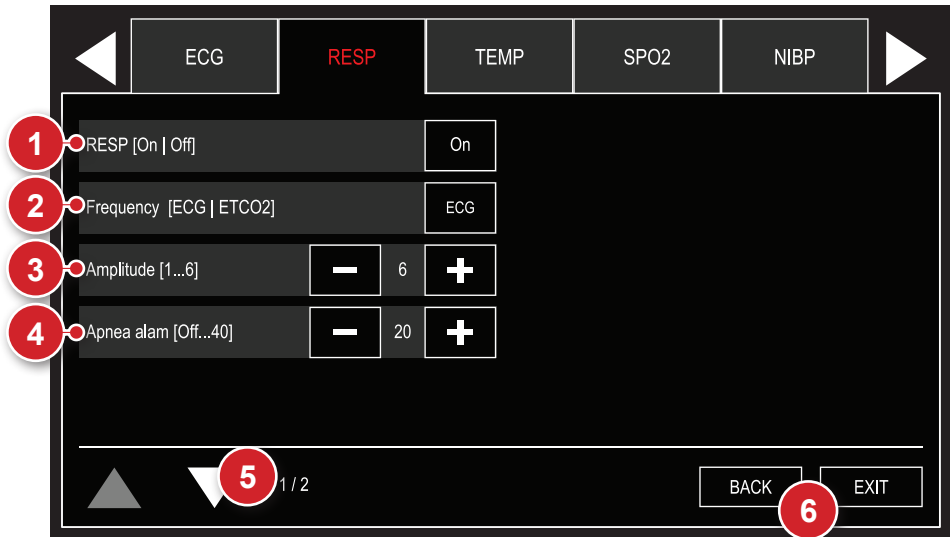 ECG RESP TEMP SPO2 NIBP
1 RESP [On | Off] On
2 Frequency [ECG | ETCO2] ECG
3 Amplitude [1...6] 6
4 Apnea alam [Off...40] 20
5 1 / 2 BACK 6 EXIT